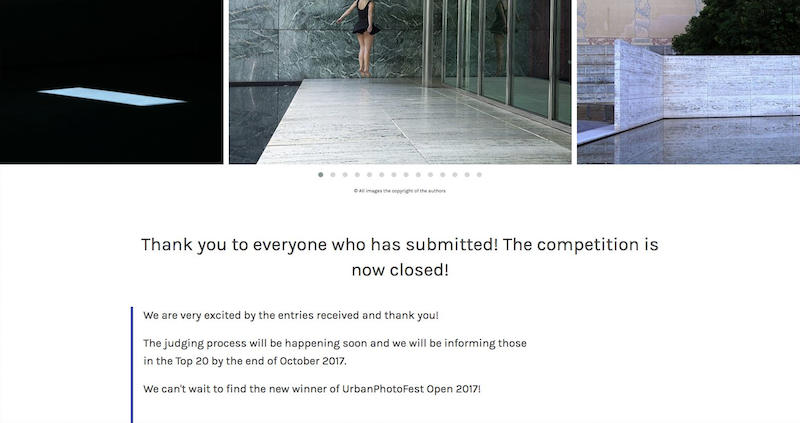 © All images the copyright of the authors
Thank you to everyone who has submitted! The competition is
now closed!
We are very excited by the entries received and thank you!
The judging process will be happening soon and we will be informing those
in the Top 20 by the end of October 2017.
We can't wait to find the new winner of UrbanPhotoFest Open 2017!